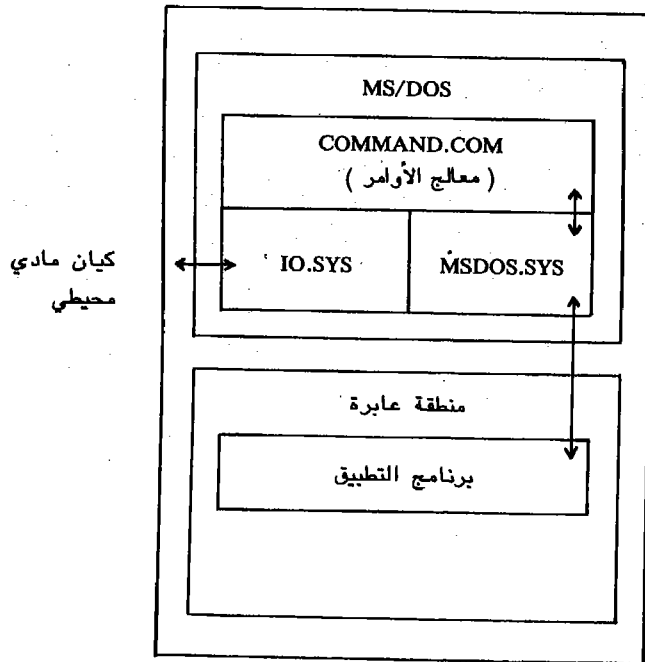 MS/DOS
COMMAND.COM
( معالج الأوامر )
كيان مادي
محيطي
IO.SYS
MSDOS.SYS
منطقة عابرة
برنامج التطبيق